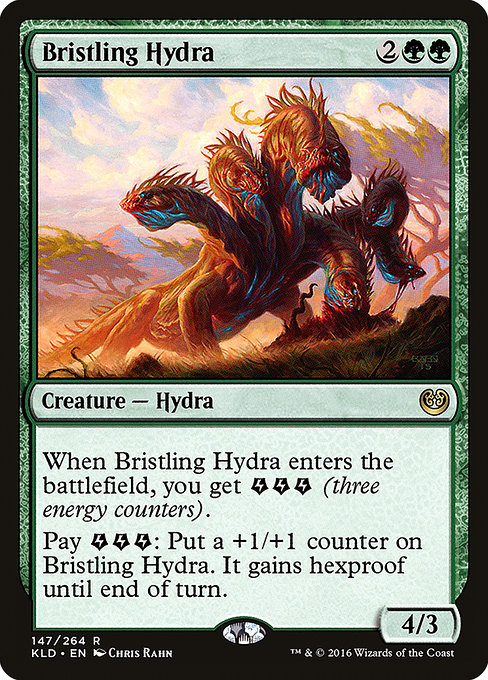 Bristling Hydra 2
Creature — Hydra
When Bristling Hydra enters the
battlefield, you get (three
energy counters).
Pay : Put a +1/+1 counter on
Bristling Hydra. It gains hexproof
until end of turn.
4/3
147/264 R
KLD • EN Chris Rahn
™ & © 2016 Wizards of the Coast